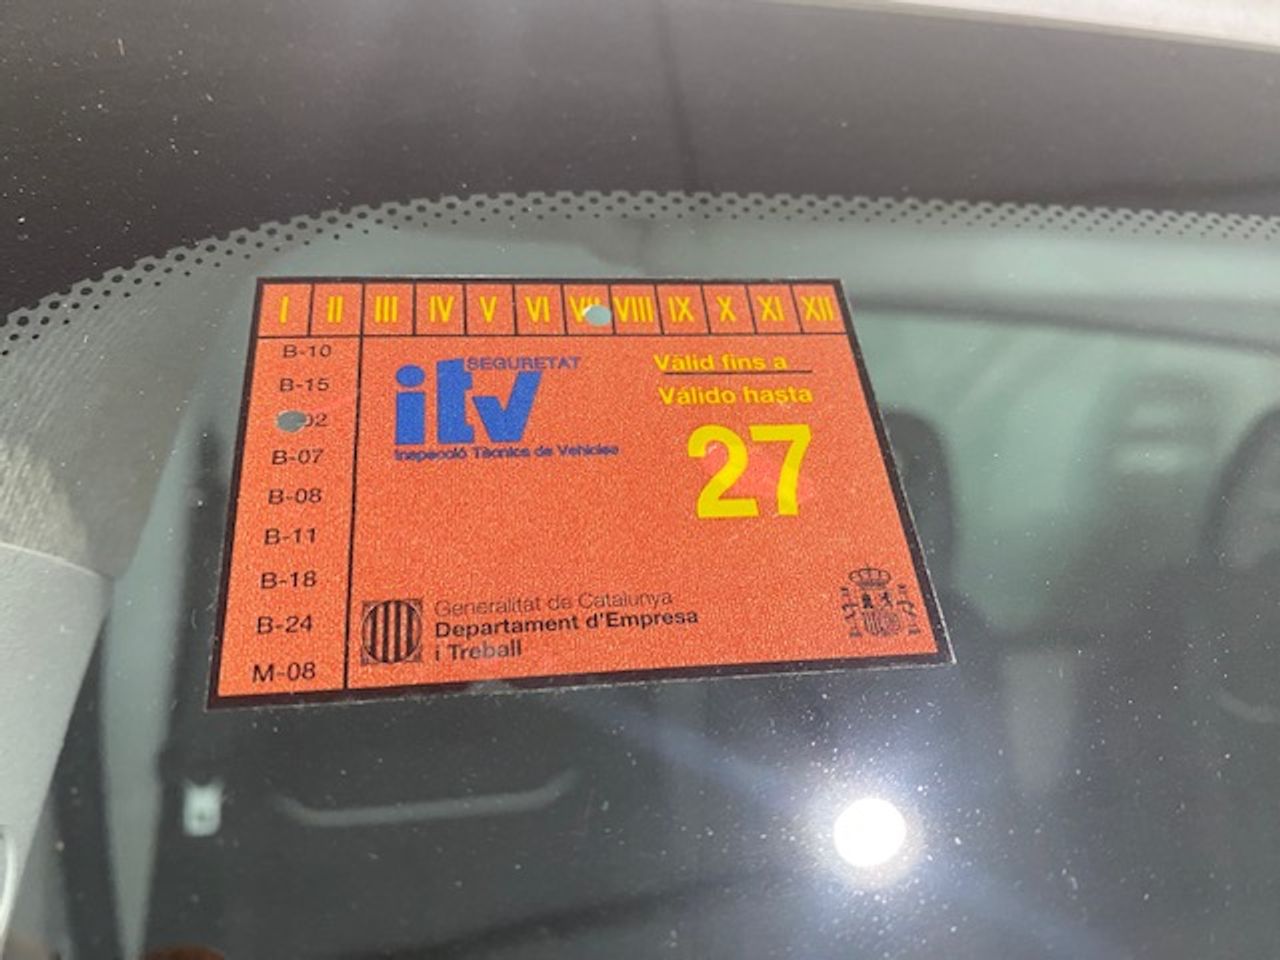 I II III IV V VI VIII IX X XI XII
B-10
B-15
02
B-07
B-08
B-11
B-18
B-24
M-08
SEGURETAT
itv
Inspecció Tècnica de Vehicles
Vàlid fins a
Válido hasta
27
Generalitat de Catalunya
Departament d'Empresa
i Treball